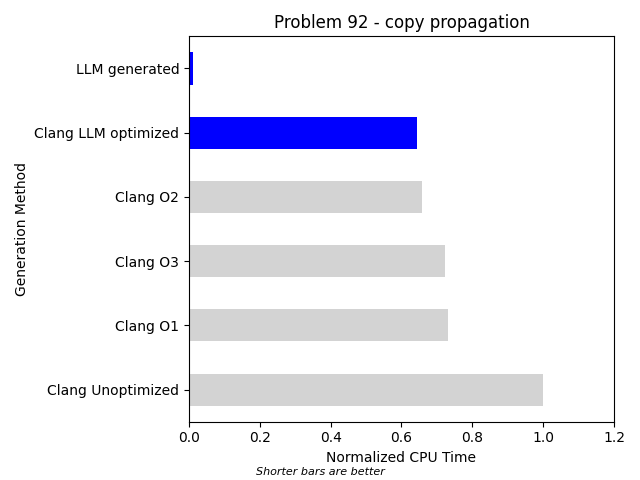 Problem 92 - copy propagation
LLM generated
Clang LLM optimized
Clang O2
Clang O3
Clang O1
Clang Unoptimized
Generation Method
0.0 0.2 0.4 0.6 0.8 1.0 1.2
Normalized CPU Time
Shorter bars are better